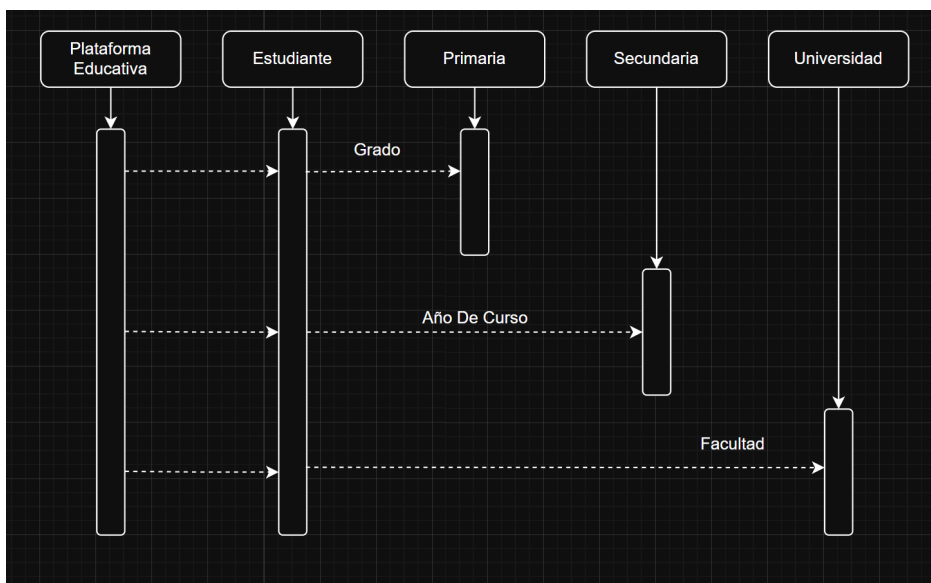 Plataforma
Educativa
Estudiante
Primaria
Secundaria
Universidad
Grado
Año De Curso
Facultad